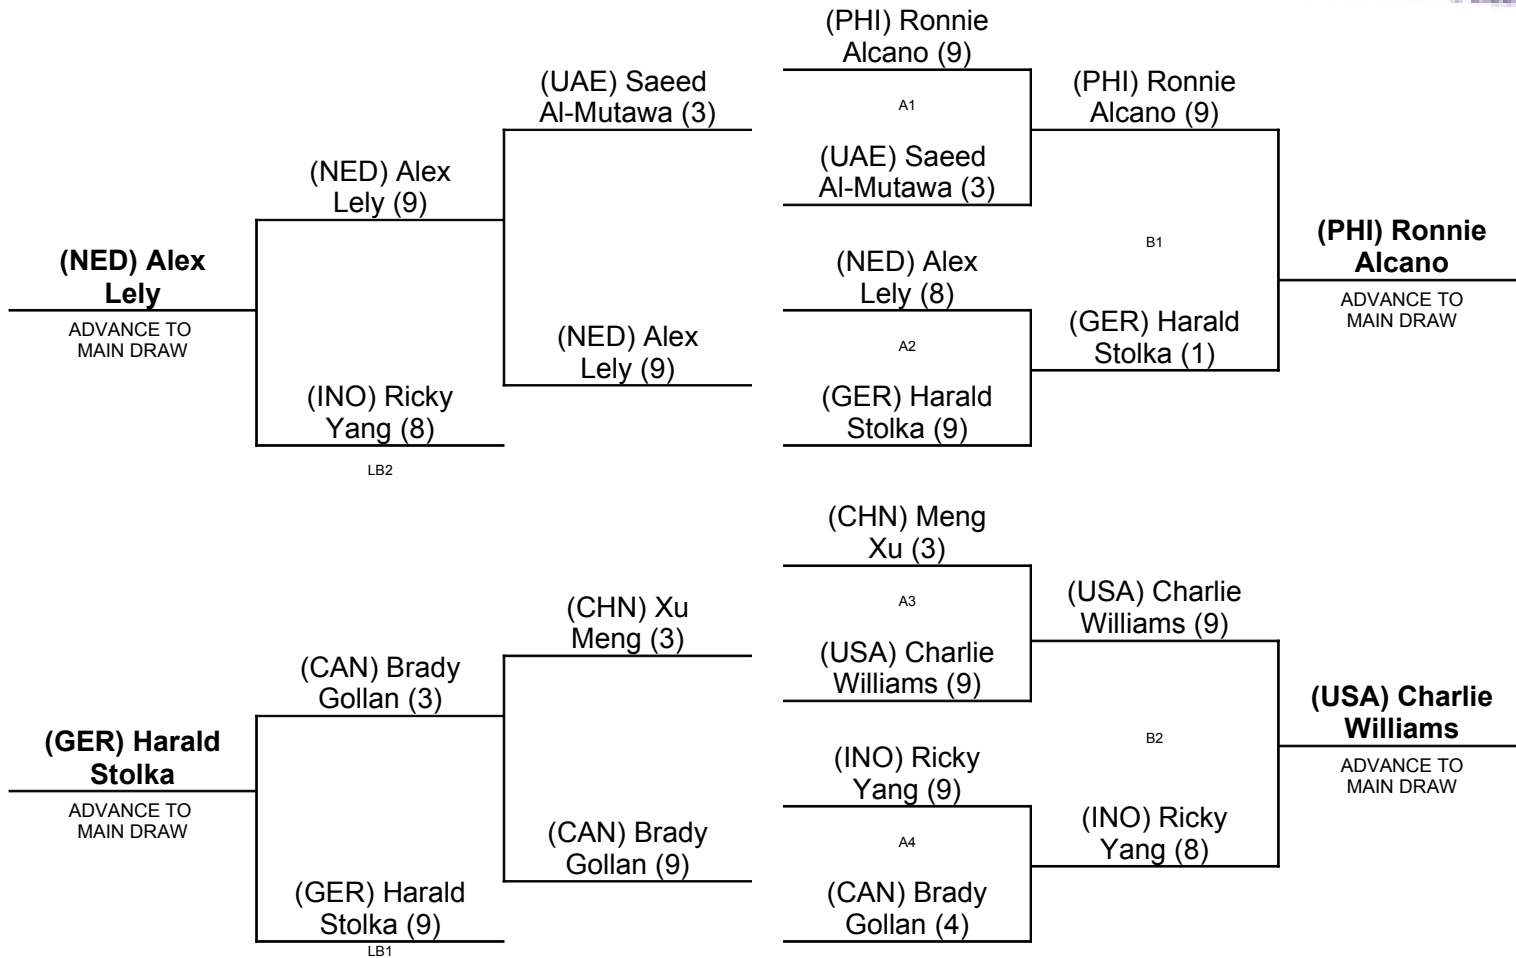 (PHI) Ronnie
Alcano (9)
(UAE) Saeed
Al-Mutawa (3)
(PHI) Ronnie
Alcano (9)
A1
(NED) Alex
Lely (9)
(UAE) Saeed
Al-Mutawa (3)
(NED) Alex
Lely
ADVANCE TO
MAIN DRAW
(NED) Alex
Lely (8)
B1
(PHI) Ronnie
Alcano
ADVANCE TO
MAIN DRAW
(NED) Alex
Lely (9)
A2
(GER) Harald
Stolka (1)
(INO) Ricky
Yang (8)
LB2
(GER) Harald
Stolka (9)
(CHN) Meng
Xu (3)
(CHN) Xu
Meng (3)
A3
(USA) Charlie
Williams (9)
(CAN) Brady
Gollan (3)
(USA) Charlie
Williams (9)
(GER) Harald
Stolka
ADVANCE TO
MAIN DRAW
(INO) Ricky
Yang (9)
B2
(USA) Charlie
Williams
ADVANCE TO
MAIN DRAW
(CAN) Brady
Gollan (9)
A4
(INO) Ricky
Yang (8)
(GER) Harald
Stolka (9)
LB1
(CAN) Brady
Gollan (4)